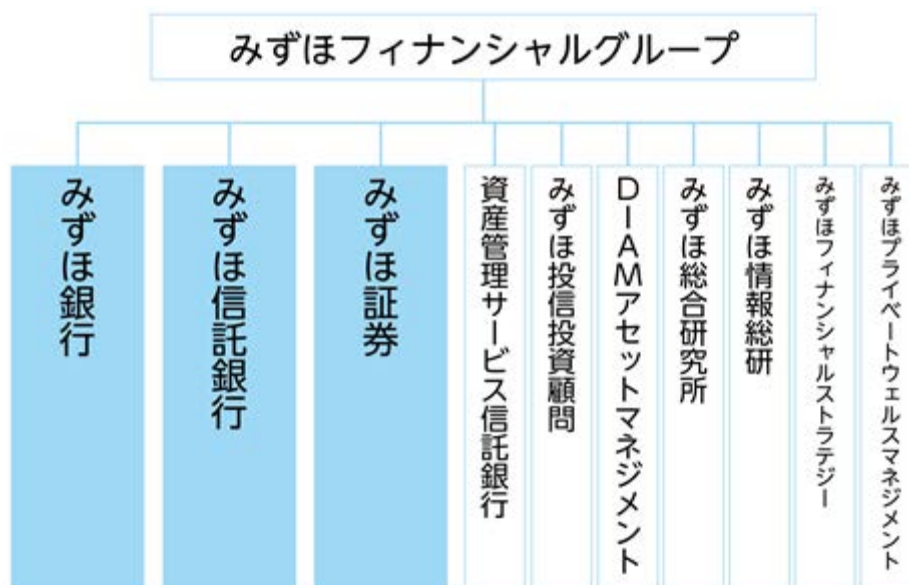 みずほフィナンシャルグループ
みずほ銀行
みずほ信託銀行
みずほ証券
資産管理サービス信託銀行
みずほ投信投資顧問
DIAMアセットマネジメント
みずほ総合研究所
みずほ情報総研
みずほフィナンシャルストラテジー
みずほプライベートウェルスマネジメント